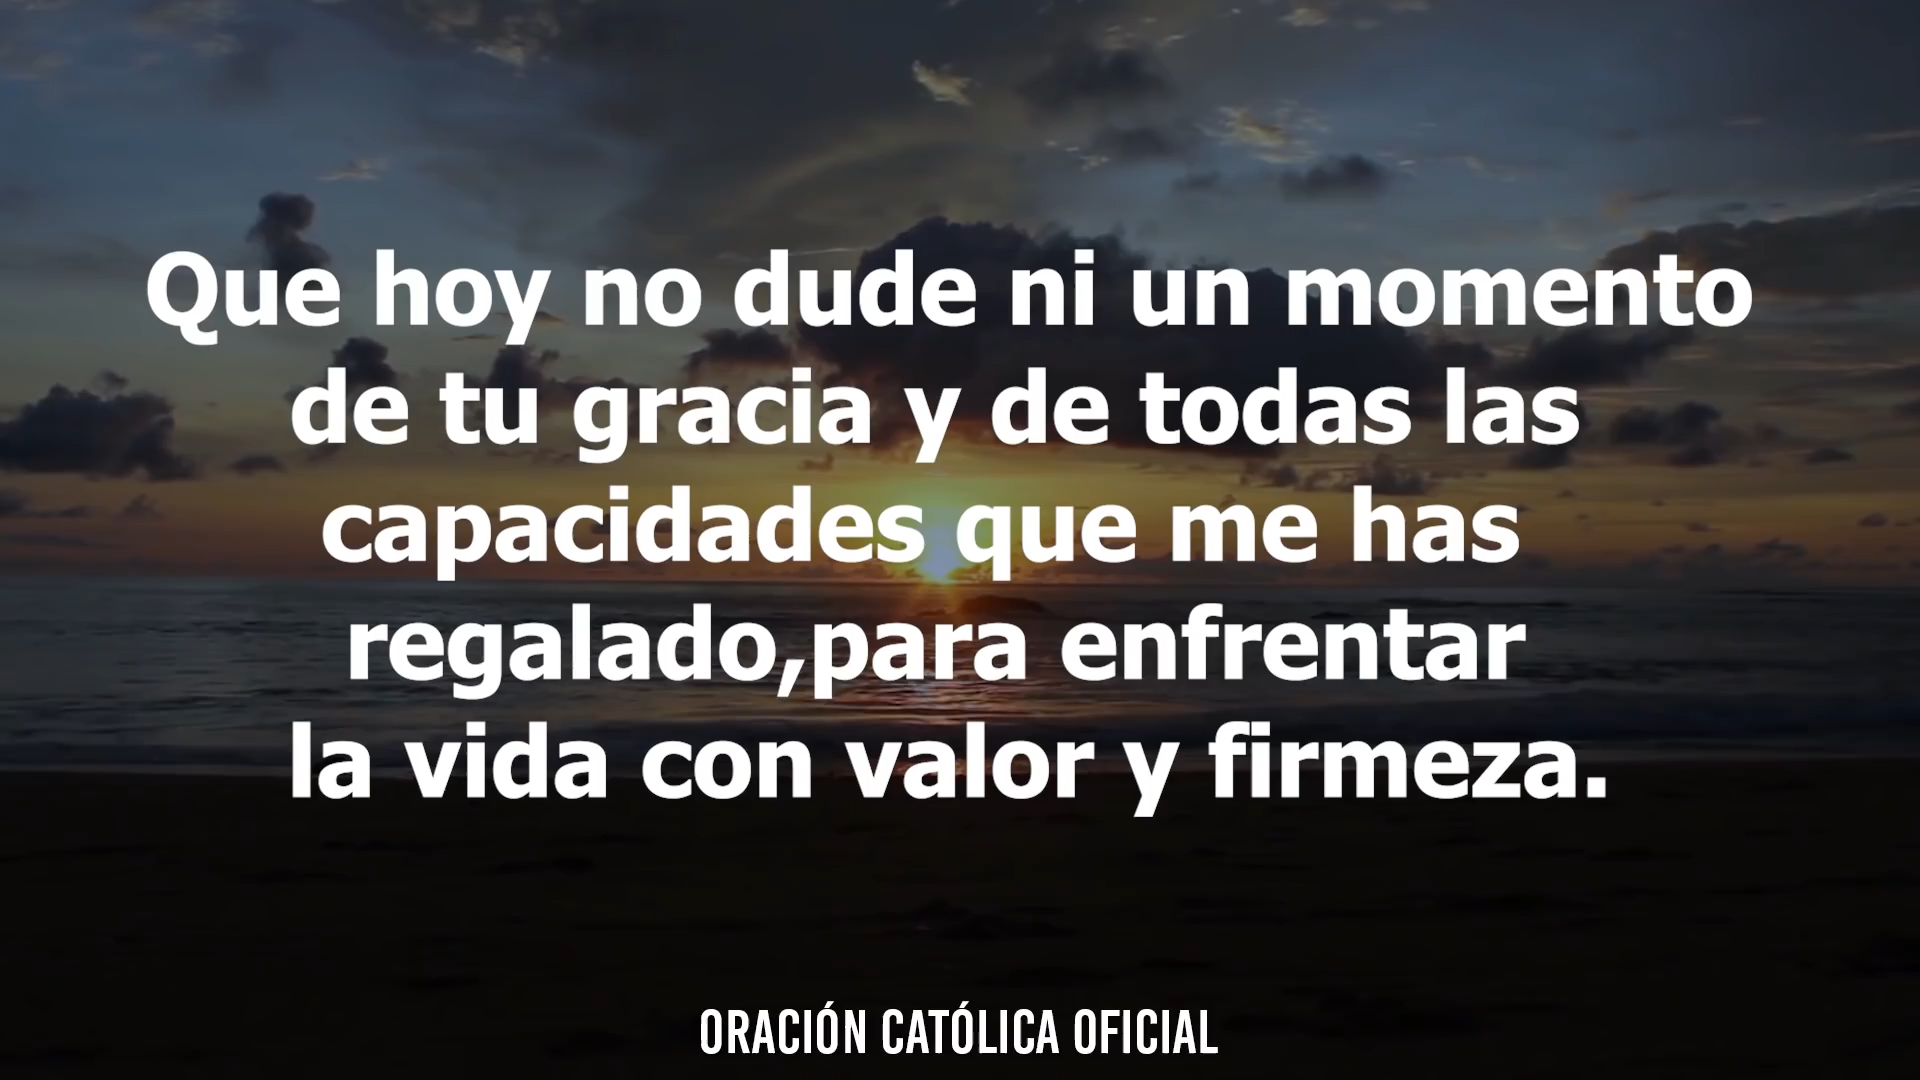 Que hoy no dude ni un momento
de tu gracia y de todas las
capacidades que me has
regalado,para enfrentar
la vida con valor y firmeza.
ORACIÓN CATÓLICA OFICIAL